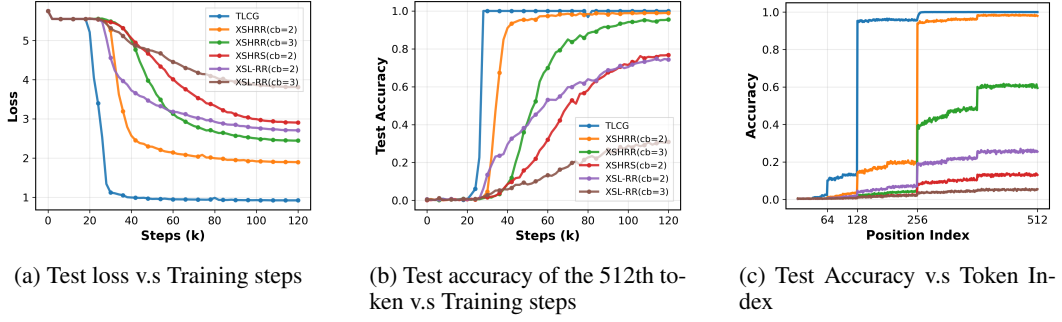 5
4
3
2
1
Loss
0
20
40
60
80
100
120
Steps (k)
TLCG
XSHRR(cb=2)
XSHRR(cb=3)
XSHRS(cb=2)
XSL-RR(cb=2)
XSL-RR(cb=3)
1.0
0.8
0.6
0.4
0.2
0.0
Test Accuracy
0
20
40
60
80
100
120
Steps (k)
TLCG
XSHRR(cb=2)
XSHRR(cb=3)
XSHRS(cb=2)
XSL-RR(cb=2)
XSL-RR(cb=3)
1.0
0.8
0.6
0.4
0.2
0.0
Accuracy
64
128
256
512
Position Index
(a) Test loss v.s Training steps
(b) Test accuracy of the 512th to-
ken v.s Training steps
(c) Test Accuracy v.s Token In-
dex